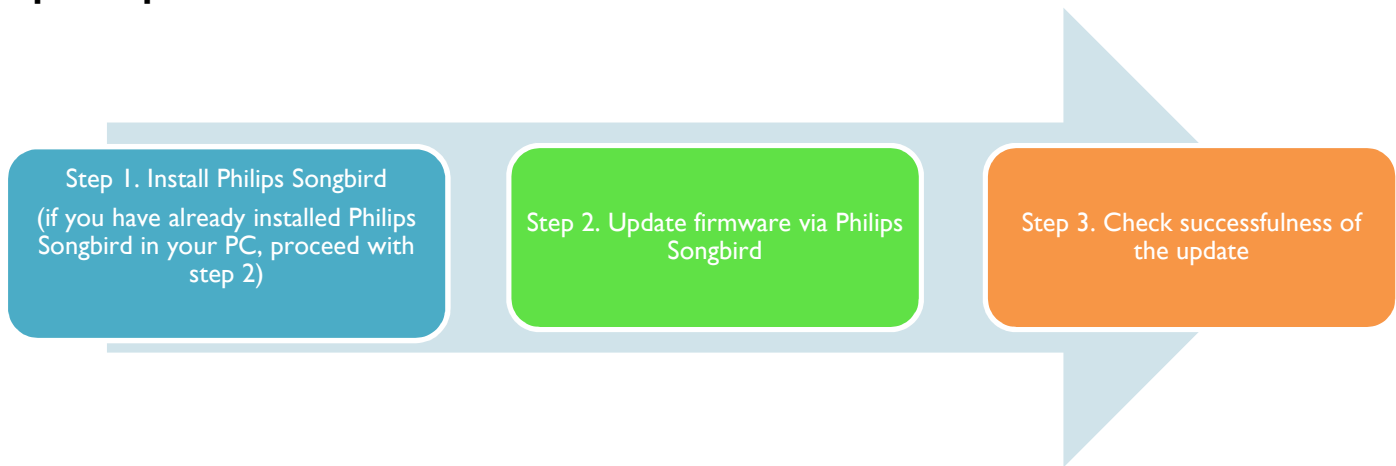 Step 1. Install Philips Songbird
(if you have already installed Philips
Songbird in your PC, proceed with
step 2)
Step 2. Update firmware via Philips
Songbird
Step 3. Check successfulness of
the update